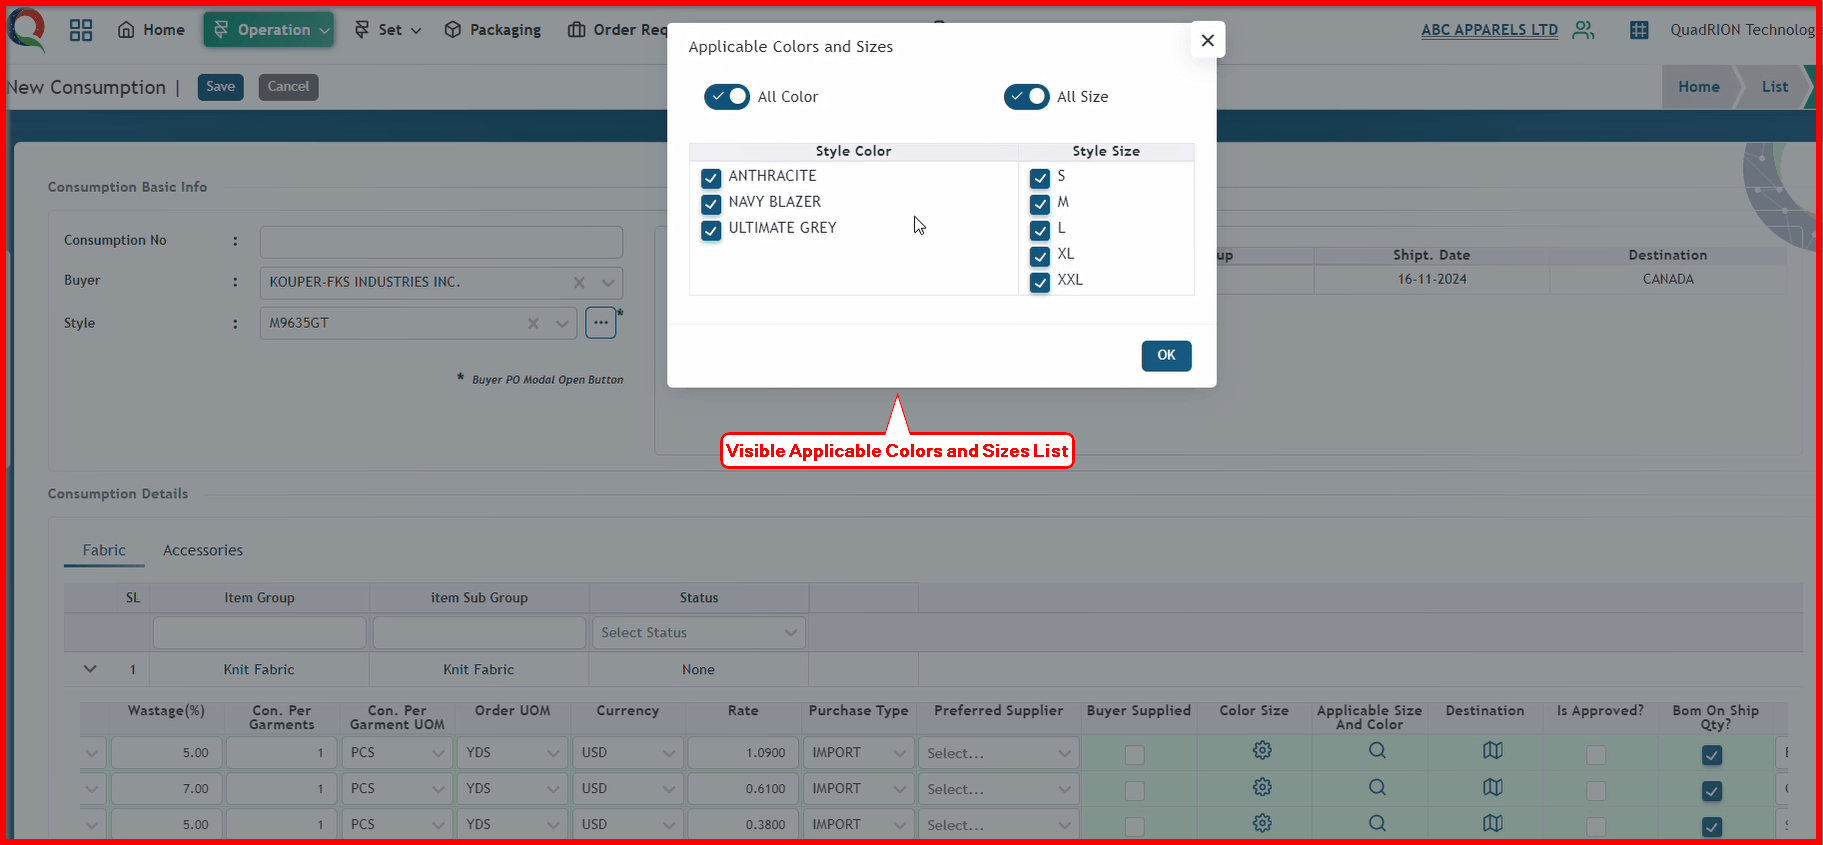 Home
Operation
Set
Packaging
Order Req
ABC APPARELS LTD
QuadRION Technolog
New Consumption |
Save
Cancel
Home
List
Applicable Colors and Sizes
All Color
All Size
Style Color
Style Size
ANTHRACITE
NAVY BLAZER
ULTIMATE GREY
S
M
L
XL
XXL
OK
Visible Applicable Colors and Sizes List
Consumption Basic Info
Consumption No :
Buyer : KOUPER-FKS INDUSTRIES INC.
Style : M9635GT ... *
* Buyer PO Modal Open Button
up Shipt. Date Destination
16-11-2024 CANADA
Consumption Details
Fabric Accessories
SL Item Group item Sub Group Status
Select Status
1 Knit Fabric Knit Fabric None
Wastage(%) Con. Per Garments Con. Per Garment UOM Order UOM Currency Rate Purchase Type Preferred Supplier Buyer Supplied Color Size Applicable Size And Color Destination Is Approved? Bom On Ship Qty?
5.00 1 PCS YDS USD 1.0900 IMPORT Select...
7.00 1 PCS YDS USD 0.6100 IMPORT Select...
5.00 1 PCS YDS USD 0.3800 IMPORT Select...